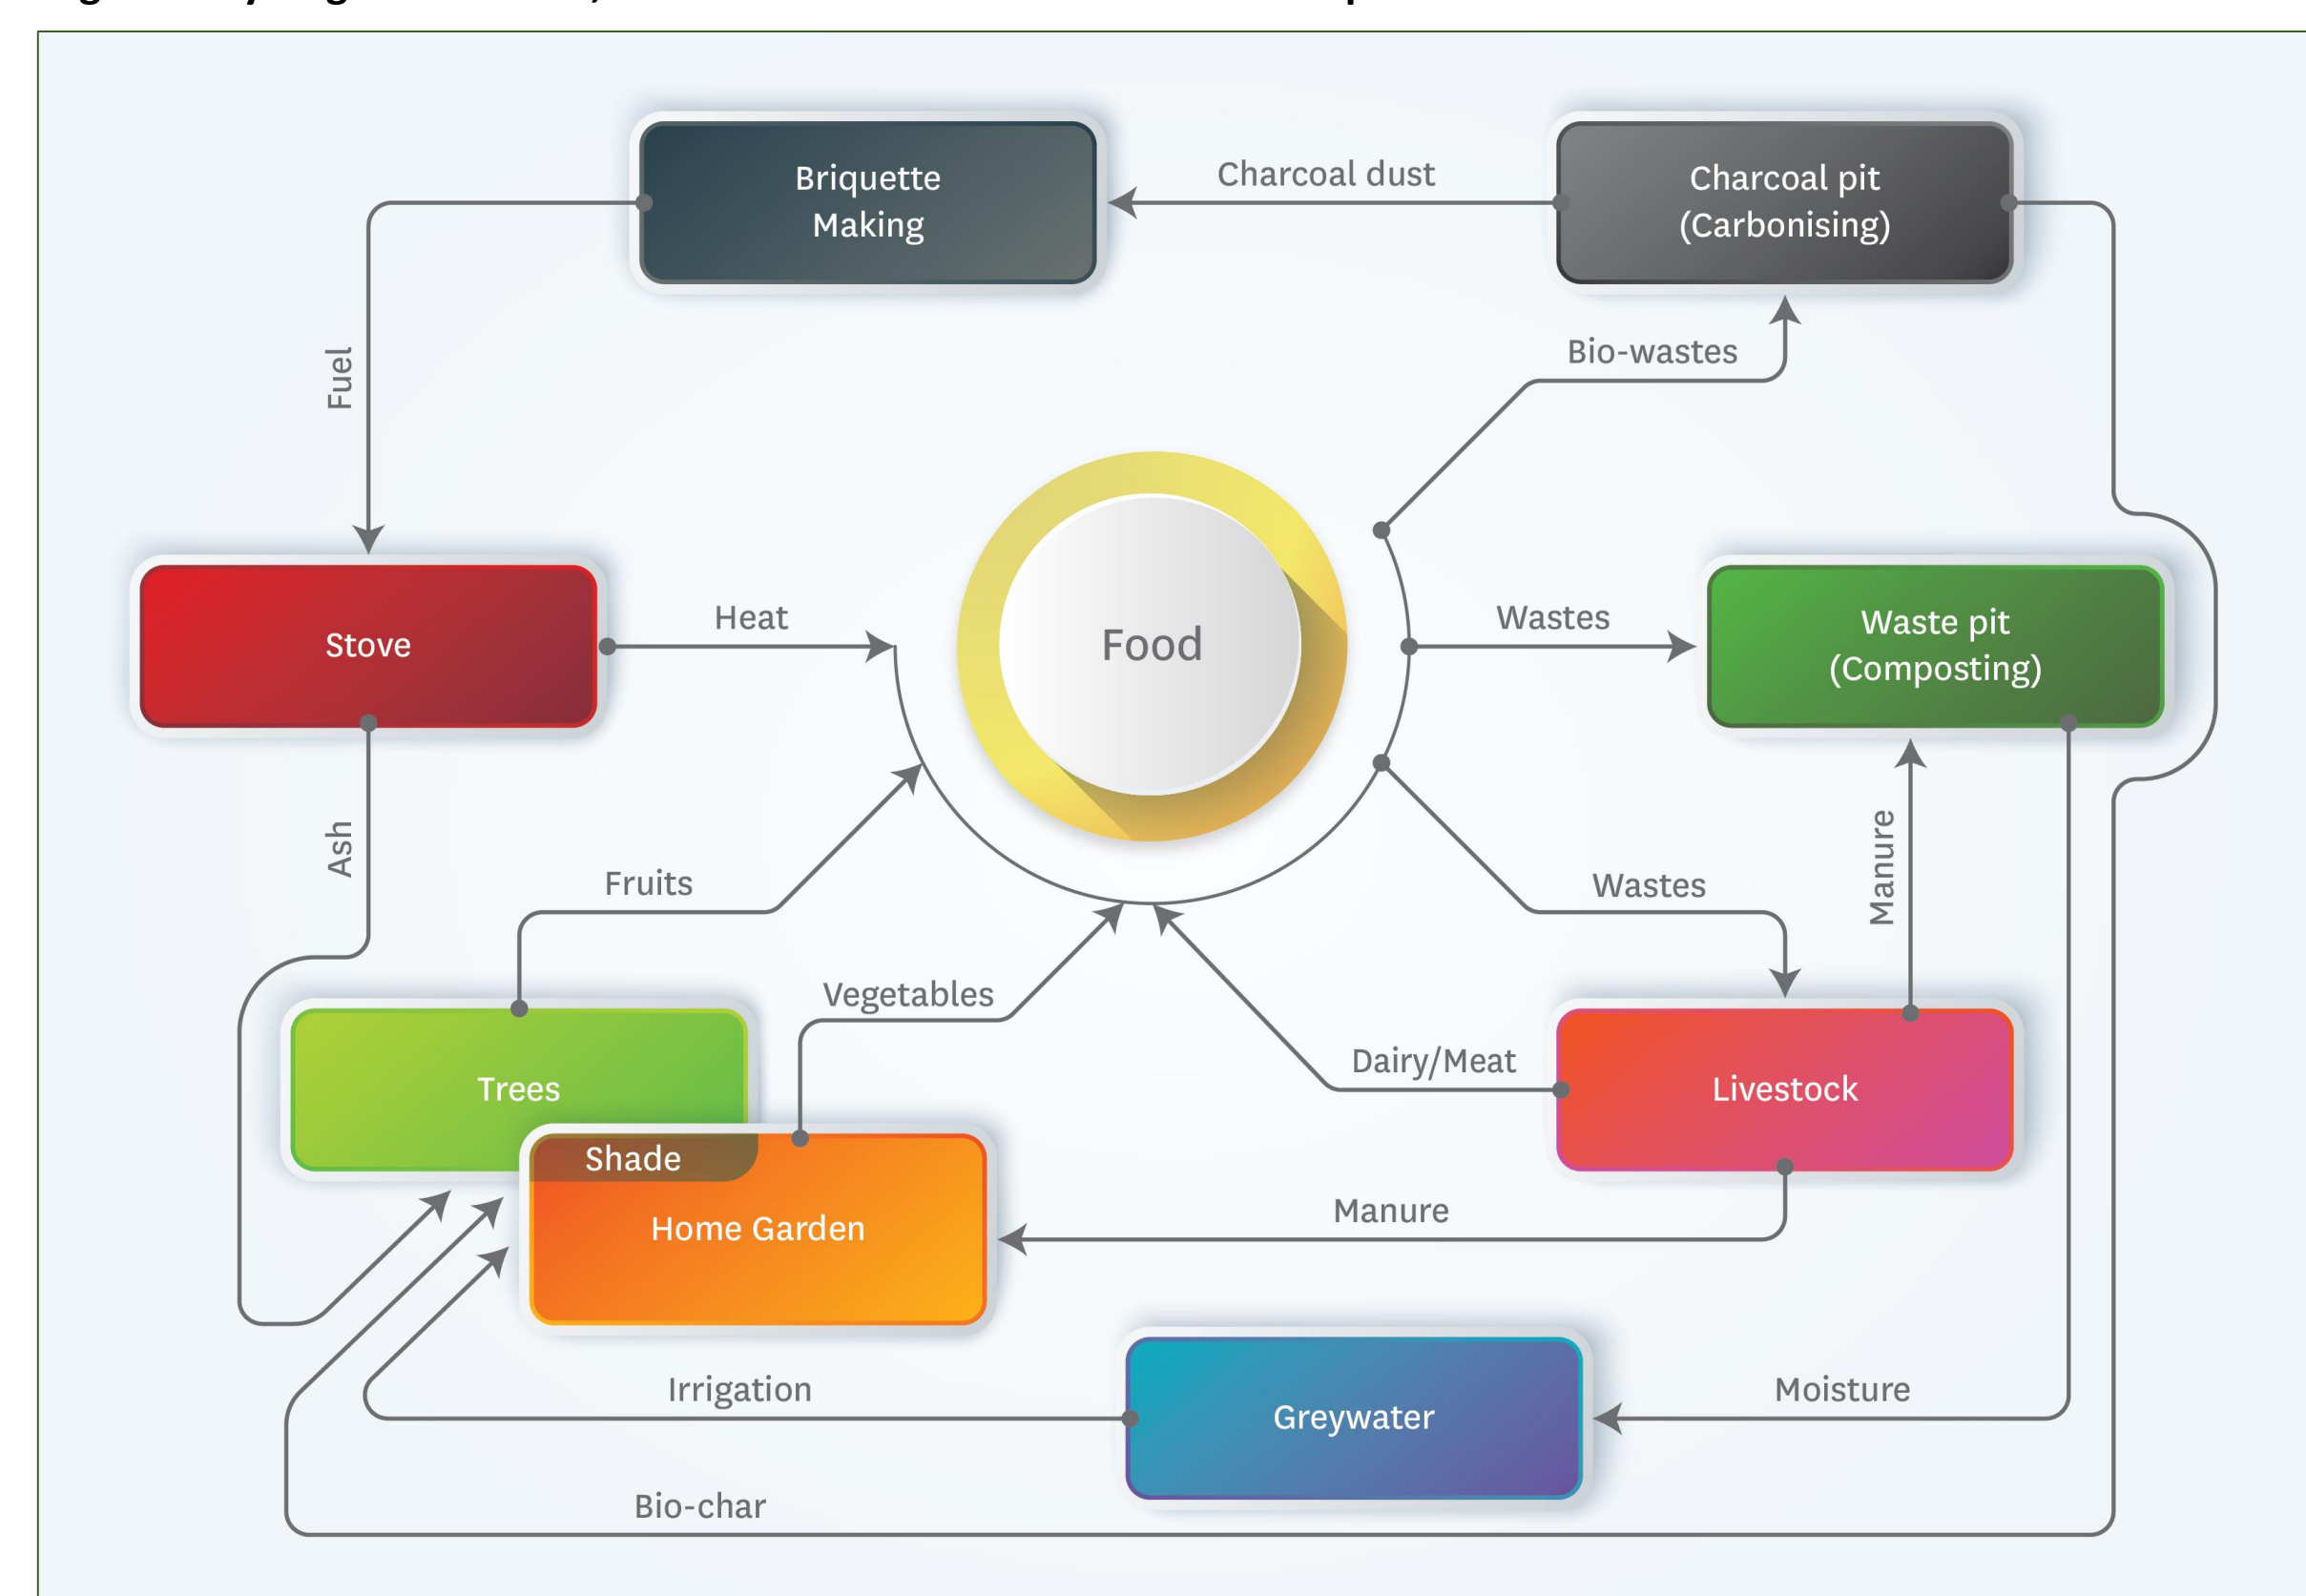 Briquette
Making
Charcoal dust
Charcoal pit
(Carbonising)
Bio-wastes
Fuel
Stove
Heat
Food
Wastes
Waste pit
(Composting)
Ash
Fruits
Wastes
Manure
Vegetables
Dairy/Meat
Trees
Livestock
Shade
Home Garden
Manure
Irrigation
Greywater
Moisture
Bio-char